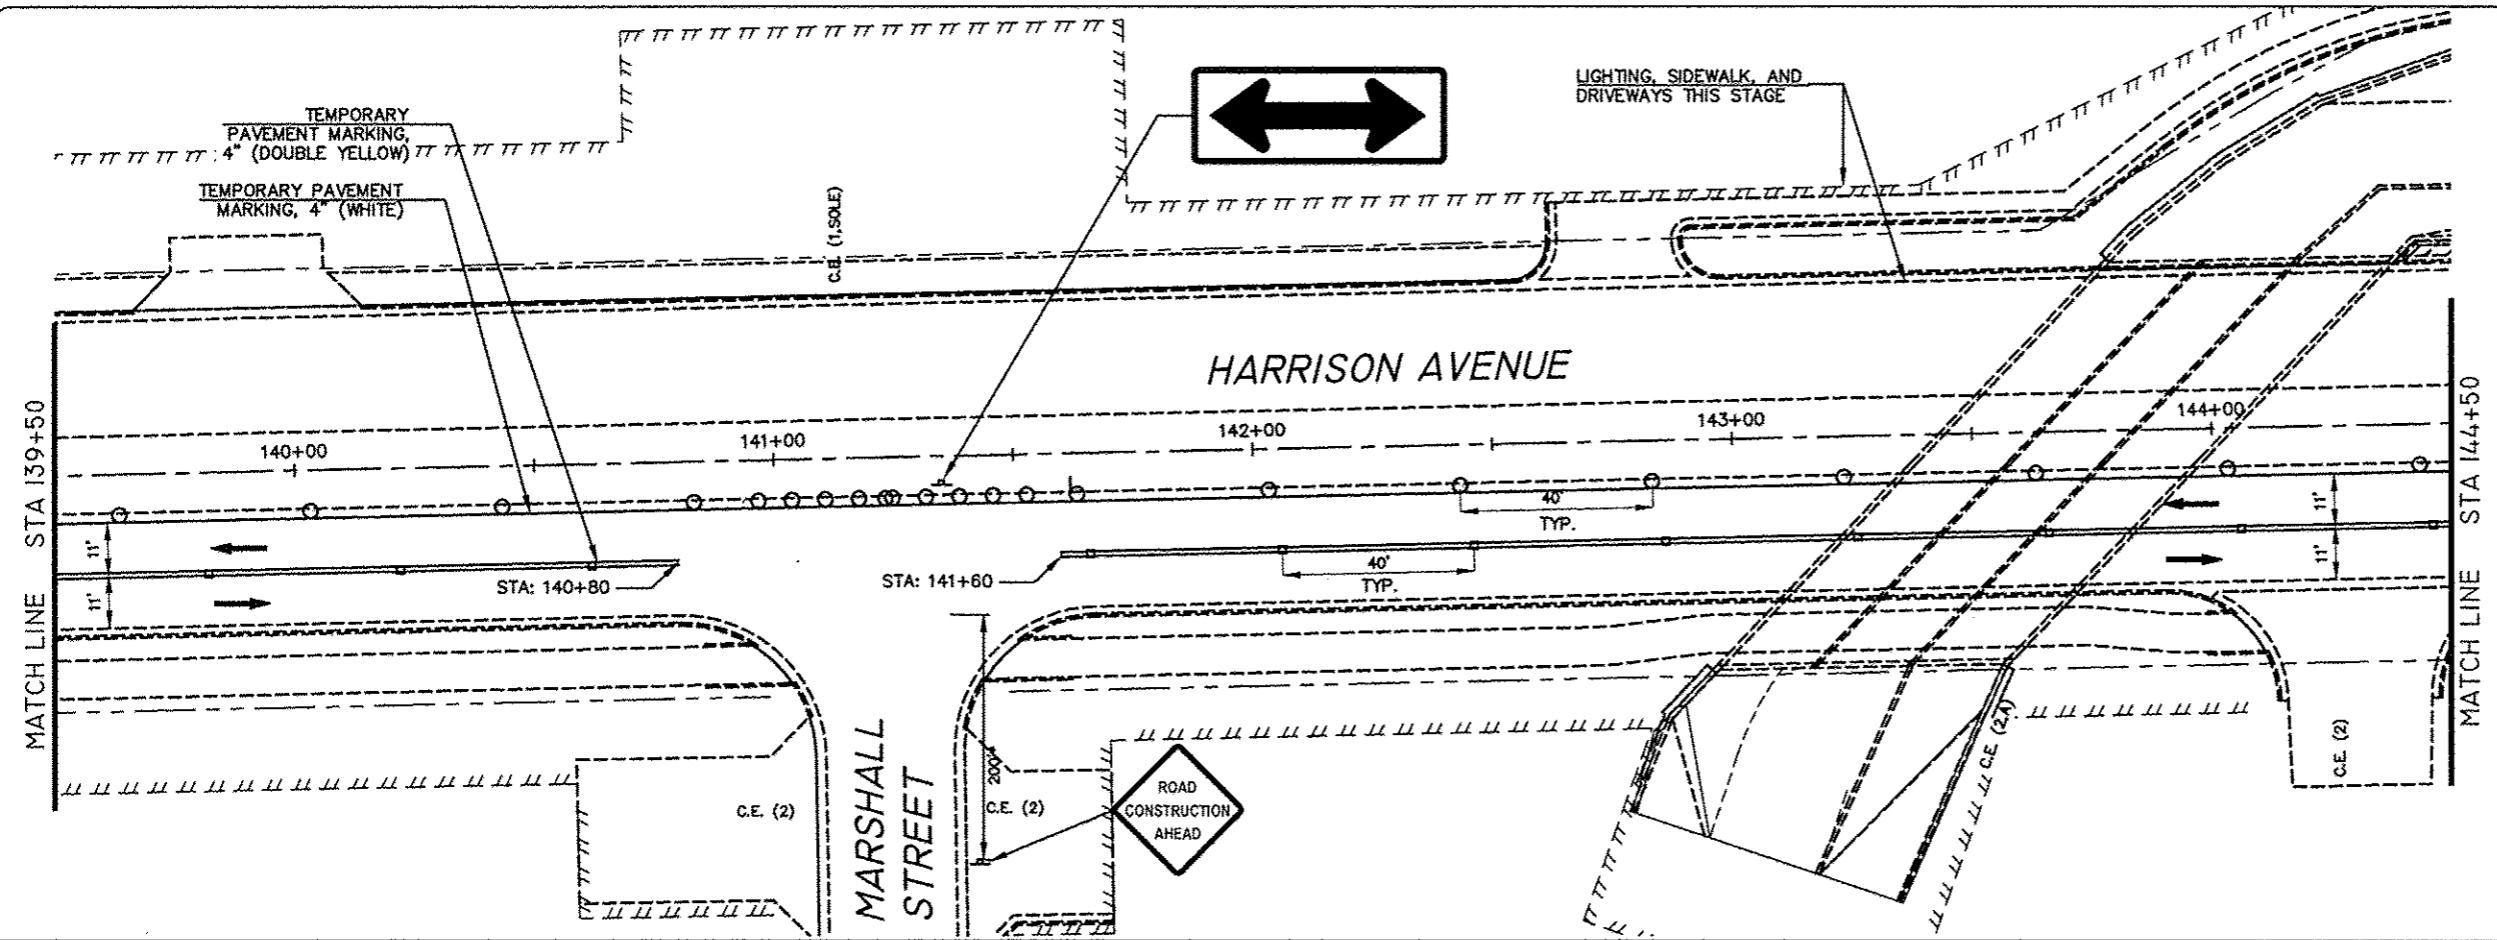 TEMPORARY
PAVEMENT MARKING,
4" (DOUBLE YELLOW)
TEMPORARY PAVEMENT
MARKING, 4" (WHITE)
C.E. (1,SOLE)
LIGHTING, SIDEWALK, AND
DRIVEWAYS THIS STAGE
HARRISON AVENUE
MATCH LINE STA 139+50
140+00
141+00
142+00
143+00
144+00
MATCH LINE STA 144+50
40'
TYP.
11'
11'
11'
11'
STA: 140+80
STA: 141+60
40'
TYP.
MARSHALL
STREET
200'
C.E. (2)
C.E. (2)
ROAD
CONSTRUCTION
AHEAD
C.E. (2,A)
C.E. (2)